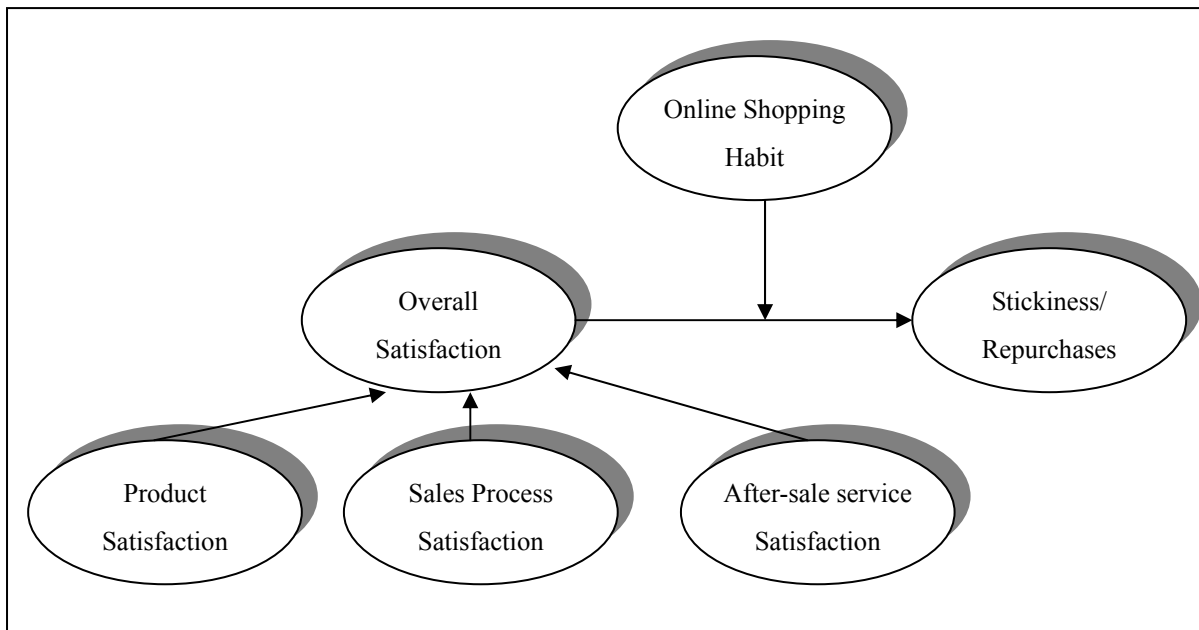 Online Shopping
Habit
Overall
Satisfaction
Stickiness/
Repurchases
Product
Satisfaction
Sales Process
Satisfaction
After-sale service
Satisfaction